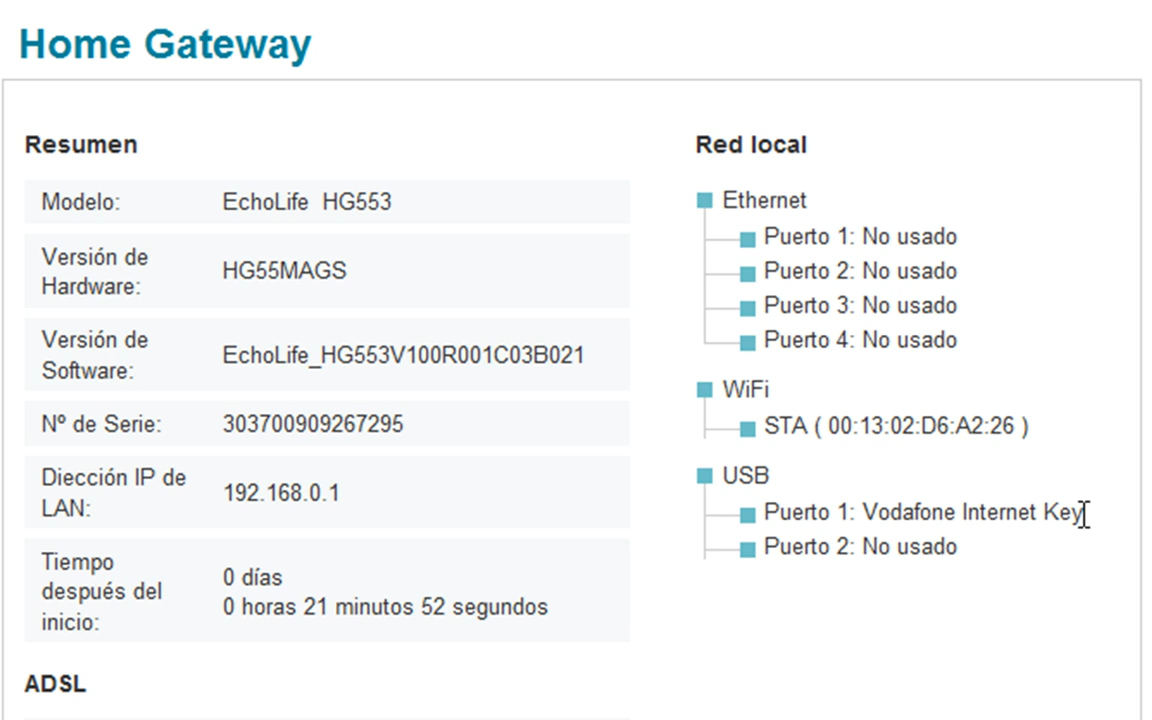 Home Gateway
Resumen
Modelo: EchoLife HG553
Versión de
Hardware:
HG55MAGS
Versión de
Software:
EchoLife_HG553V100R001C03B021
Nº de Serie: 303700909267295
Diección IP de
LAN:
192.168.0.1
Tiempo
después del
inicio:
0 días
0 horas 21 minutos 52 segundos
ADSL
Red local
Ethernet
Puerto 1: No usado
Puerto 2: No usado
Puerto 3: No usado
Puerto 4: No usado
WiFi
STA ( 00:13:02:D6:A2:26 )
USB
Puerto 1: Vodafone Internet Key
Puerto 2: No usado